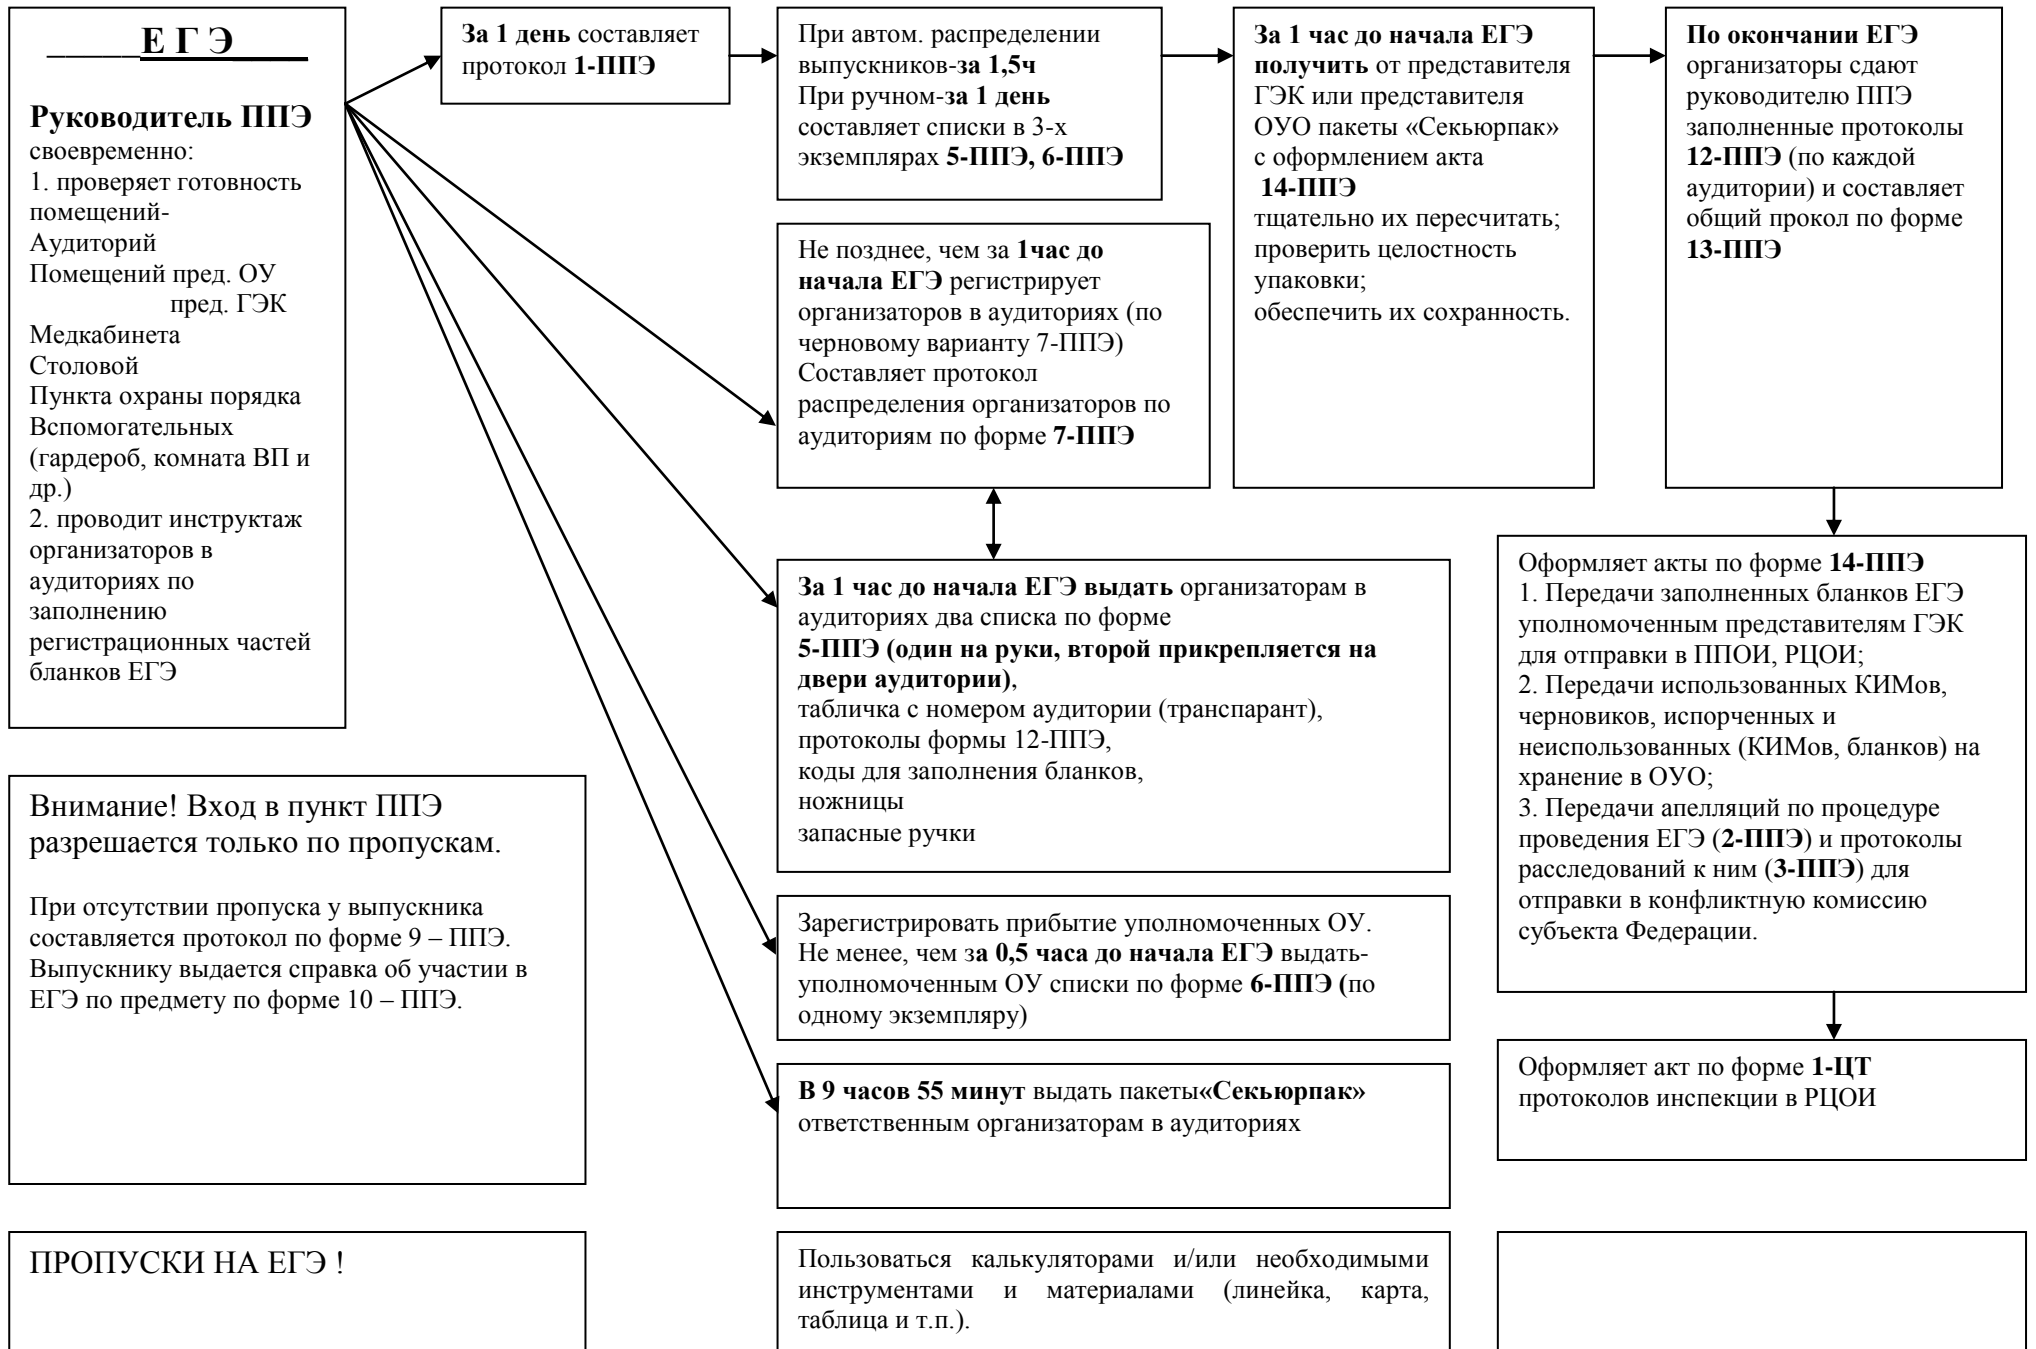 ______Е Г Э_____
Руководитель ППЭ
своевременно:
1. проверяет готовность
помещений-
Аудиторий
Помещений пред. ОУ
пред. ГЭК
Медкабинета
Столовой
Пункта охраны порядка
Вспомогательных
(гардероб, комната ВП и
др.)
2. проводит инструктаж
организаторов в
аудиториях по
заполнению
регистрационных частей
бланков ЕГЭ
За 1 день составляет
протокол 1-ППЭ
При автом. распределении
выпускников-за 1,5ч
При ручном-за 1 день
составляет списки в 3-х
экземплярах 5-ППЭ, 6-ППЭ
За 1 час до начала ЕГЭ
получить от представителя
ГЭК или представителя
ОУО пакеты «Секьюрпак»
с оформлением акта
14-ППЭ
тщательно их пересчитать;
проверить целостность
упаковки;
обеспечить их сохранность.
По окончании ЕГЭ
организаторы сдают
руководителю ППЭ
заполненные протоколы
12-ППЭ (по каждой
аудитории) и составляет
общий прокол по форме
13-ППЭ
Не позднее, чем за 1час до
начала ЕГЭ регистрирует
организаторов в аудиториях (по
черновому варианту 7-ППЭ)
Составляет протокол
распределения организаторов по
аудиториям по форме 7-ППЭ
За 1 час до начала ЕГЭ выдать организаторам в
аудиториях два списка по форме
5-ППЭ (один на руки, второй прикрепляется на
двери аудитории),
табличка с номером аудитории (транспарант),
протоколы формы 12-ППЭ,
коды для заполнения бланков,
ножницы
запасные ручки
Оформляет акты по форме 14-ППЭ
1. Передачи заполненных бланков ЕГЭ
уполномоченным представителям ГЭК
для отправки в ППОИ, РЦОИ;
2. Передачи использованных КИМов,
черновиков, испорченных и
неиспользованных (КИМов, бланков) на
хранение в ОУО;
3. Передачи апелляций по процедуре
проведения ЕГЭ (2-ППЭ) и протоколы
расследований к ним (3-ППЭ) для
отправки в конфликтную комиссию
субъекта Федерации.
Внимание! Вход в пункт ППЭ
разрешается только по пропускам.
При отсутствии пропуска у выпускника
составляется протокол по форме 9 – ППЭ.
Выпускнику выдается справка об участии в
ЕГЭ по предмету по форме 10 – ППЭ.
Зарегистрировать прибытие уполномоченных ОУ.
Не менее, чем за 0,5 часа до начала ЕГЭ выдать-
уполномоченным ОУ списки по форме 6-ППЭ (по
одному экземпляру)
В 9 часов 55 минут выдать пакеты«Секьюрпак»
ответственным организаторам в аудиториях
Оформляет акт по форме 1-ЦТ
протоколов инспекции в РЦОИ
ПРОПУСКИ НА ЕГЭ !
Пользоваться калькуляторами и/или необходимыми
инструментами и материалами (линейка, карта,
таблица и т.п.).